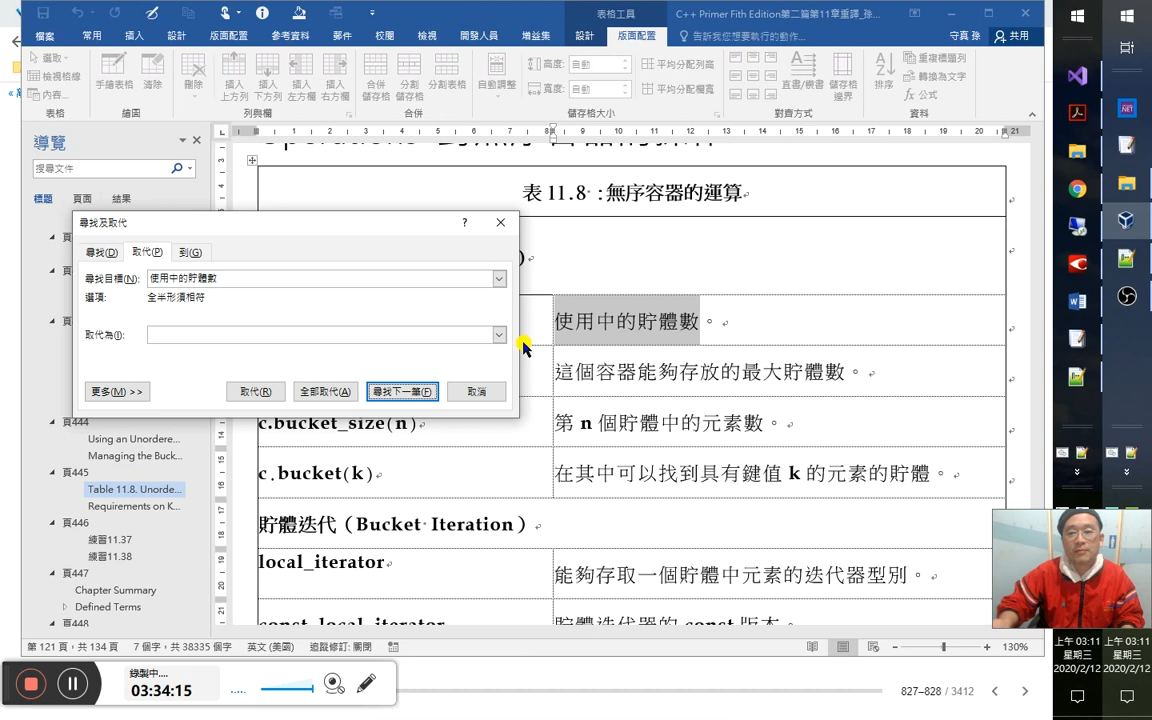 表格工具
C++ Primer Fith Edition第二篇第11章重譯_孫...
檔案
常用
插入
設計
版面配置
參考資料
郵件
校閱
檢視
開發人員
增益集
設計
版面配置
告訴我您想要執行的動作...
守真 孫
共用
選取
檢視格線
內容...
手繪表格
清除
刪除
插入上方列
插入下方列
插入左方欄
插入右方欄
合併儲存格
分割儲存格
分割表格
自動調整
高度:
自動
寬度:
自動
平均分配列高
平均分配欄寬
直書/橫書
儲存格邊界
排序
重複標題列
轉換為文字
fx 公式
表格
繪圖
列與欄
合併
儲存格大小
對齊方式
資料
導覽
搜尋文件
標題
頁面
結果
表 11.8 :無序容器的運算
尋找及取代
尋找(D)
取代(P)
到(G)
尋找目標(N):
使用中的貯體數
選項:
全半形須相符
取代為(I):
更多(M) >>
取代(R)
全部取代(A)
尋找下一筆(F)
取消
使用中的貯體數。
這個容器能夠存放的最大貯體數。
c.bucket_size(n)
第 n 個貯體中的元素數。
c.bucket(k)
在其中可以找到具有鍵值 k 的元素的貯體。
貯體迭代（Bucket Iteration）
local_iterator
能夠存取一個貯體中元素的迭代器型別。
const_local_iterator
貯體迭代器的 const 版本。
頁444
Using an Unordere...
Managing the Buck...
頁445
Table 11.8. Unorde...
Requirements on K...
頁446
練習11.37
練習11.38
頁447
Chapter Summary
Defined Terms
頁448
第 121 頁，共 134 頁
7 個字，共 38335 個字
英文 (美國)
追蹤修訂: 關閉
130%
錄製中....
03:34:15
827–828 / 3412
上午 03:11
星期三
2020/2/12
上午 03:11
星期三
2020/2/12